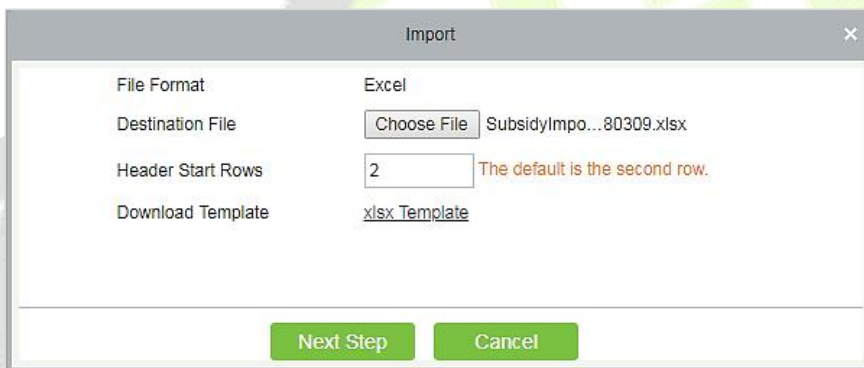 Import
×
File Format Excel
Destination File Choose File SubsidyImpo...80309.xlsx
Header Start Rows 2 The default is the second row.
Download Template xlsx Template
Next Step Cancel